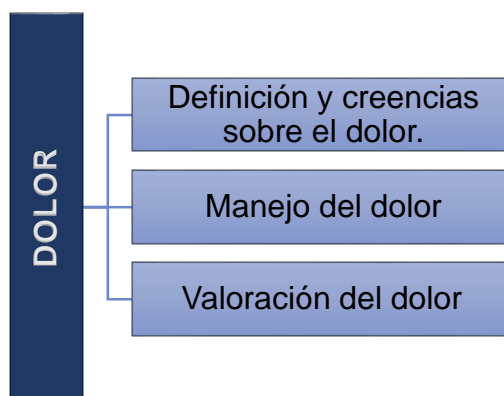 DOLOR
Definición y creencias
sobre el dolor.
Manejo del dolor
Valoración del dolor